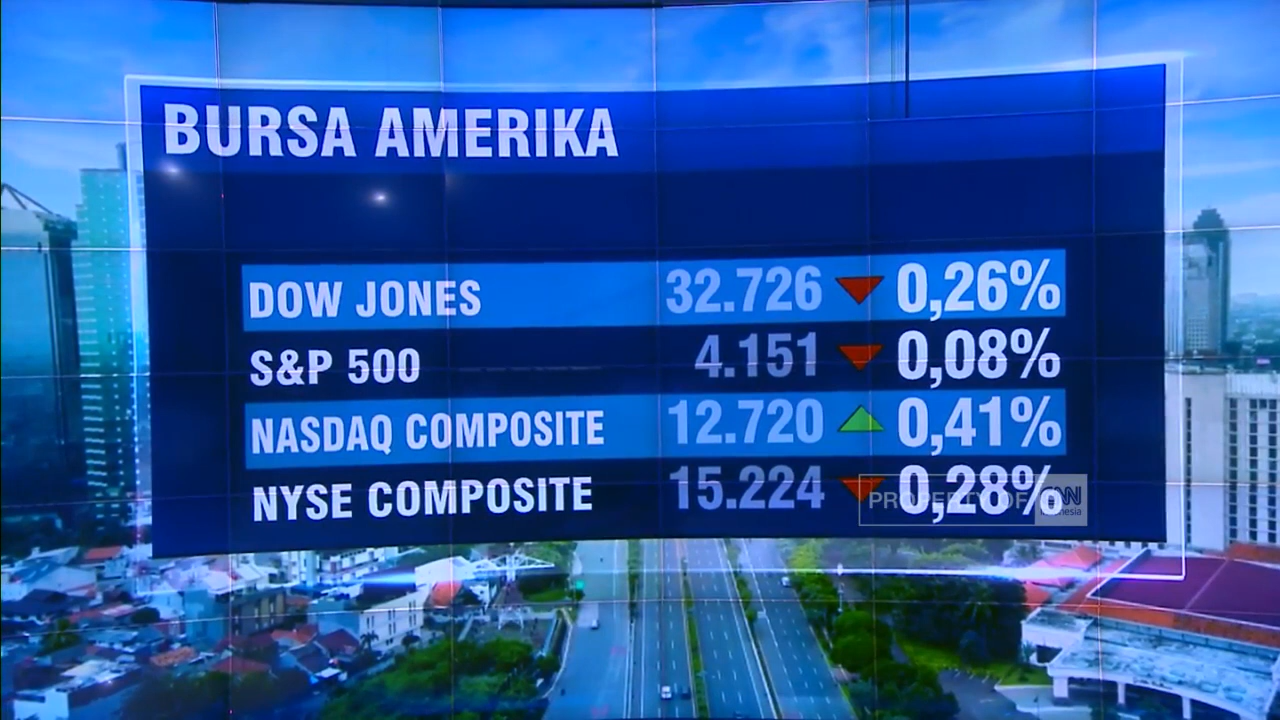 BURSA AMERIKA
DOW JONES 32.726 0,26%
S&P 500 4.151 0,08%
NASDAQ COMPOSITE 12.720 0,41%
NYSE COMPOSITE 15.224 0,28%
PROPERTY OF CNN Indonesia